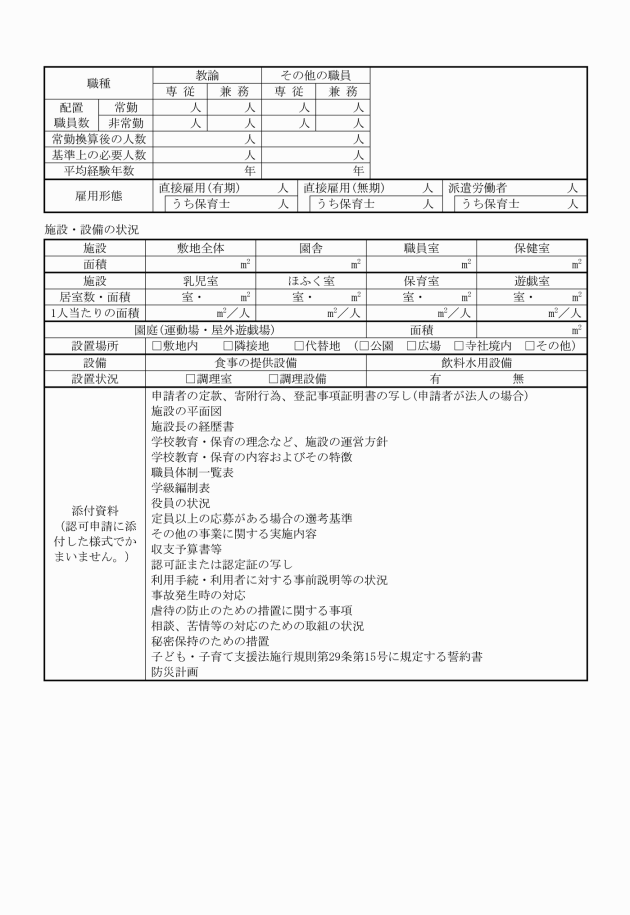 職種 教諭 その他の職員
専 従 兼 務 専 従 兼 務
配置 常勤 人 人 人 人
職員数 非常勤 人 人 人 人
常勤換算後の人数 人 人
基準上の必要人数 人 人
平均経験年数 年 年
雇用形態 直接雇用(有期) 人 直接雇用(無期) 人 派遣労働者 人
うち保育士 人 うち保育士 人 うち保育士 人
施設・設備の状況
施設 敷地全体 園舎 職員室 保健室
面積 ㎡ ㎡ ㎡ ㎡
施設 乳児室 ほふく室 保育室 遊戯室
居室数・面積 室・ ㎡ 室・ ㎡ 室・ ㎡ 室・ ㎡
1人当たりの面積 ㎡／人 ㎡／人 ㎡／人 ㎡／人
園庭(運動場・屋外遊戯場) 面積 ㎡
設置場所 □敷地内 □隣接地 □代替地 (□公園 □広場 □寺社境内 □その他)
設備 食事の提供設備 飲料水用設備
設置状況 □調理室 □調理設備 有 無
添付資料
（認可申請に添
付した様式でか
まいません。）
申請者の定款、寄附行為、登記事項証明書の写し(申請者が法人の場合)
施設の平面図
施設長の経歴書
学校教育・保育の理念など、施設の運営方針
学校教育・保育の内容およびその特徴
職員体制一覧表
学級編制表
役員の状況
定員以上の応募がある場合の選考基準
その他の事業に関する実施内容
収支予算書等
認可証または認定証の写し
利用手続・利用者に対する事前説明等の状況
事故発生時の対応
虐待の防止のための措置に関する事項
相談、苦情等の対応のための取組の状況
秘密保持のための措置
子ども・子育て支援法施行規則第29条第15号に規定する誓約書
防災計画